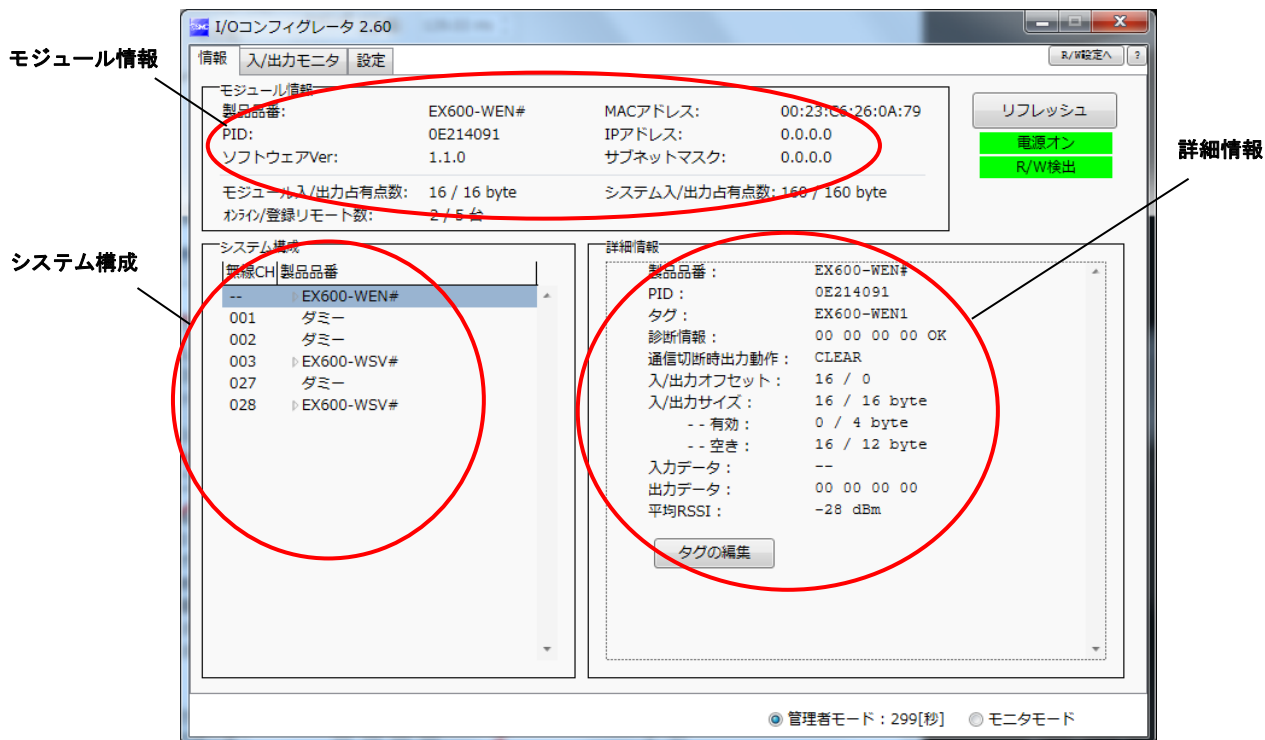 I/Oコンフィグレータ 2.60
モジュール情報
情報 入/出力モニタ 設定 R/W設定へ ?
モジュール情報
製品品番: EX600-WEN# MACアドレス: 00:23:C6:26:0A:79 リフレッシュ
PID: 0E214091 IPアドレス: 0.0.0.0 電源オン
ソフトウェアVer: 1.1.0 サブネットマスク: 0.0.0.0 R/W検出
詳細情報
モジュール入/出力占有点数: 16 / 16 byte システム入/出力占有点数: 160 / 160 byte
オンライン/登録リモート数: 2 / 5 台
システム構成
システム構成
無線CH 製品品番
-- EX600-WEN#
001 ダミー
002 ダミー
003 EX600-WSV#
027 ダミー
028 EX600-WSV#
詳細情報
製品品番: EX600-WEN#
PID: 0E214091
タグ: EX600-WEN1
診断情報: 00 00 00 00 OK
通信切断時出力動作: CLEAR
入/出力オフセット: 16 / 0
入/出力サイズ: 16 / 16 byte
--有効: 0 / 4 byte
--空き: 16 / 12 byte
入力データ: --
出力データ: 00 00 00 00
平均RSSI: -28 dBm
タグの編集
管理者モード:299[秒] モニタモード